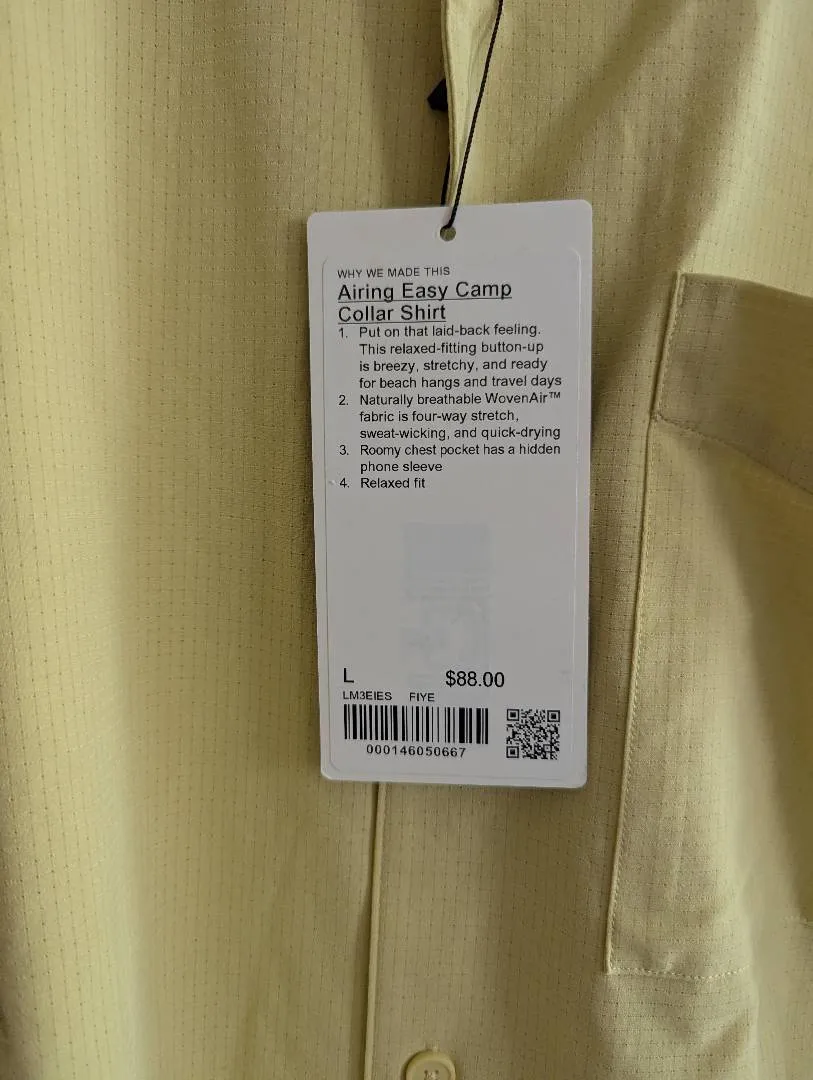 WHY WE MADE THIS
Airing Easy Camp
Collar Shirt
1. Put on that laid-back feeling.
This relaxed-fitting button-up
is breezy, stretchy, and ready
for beach hangs and travel days
2. Naturally breathable WovenAir™
fabric is four-way stretch,
sweat-wicking, and quick-drying
3. Roomy chest pocket has a hidden
phone sleeve
4. Relaxed fit
L $88.00
LM3EIES FIYE
000146050667